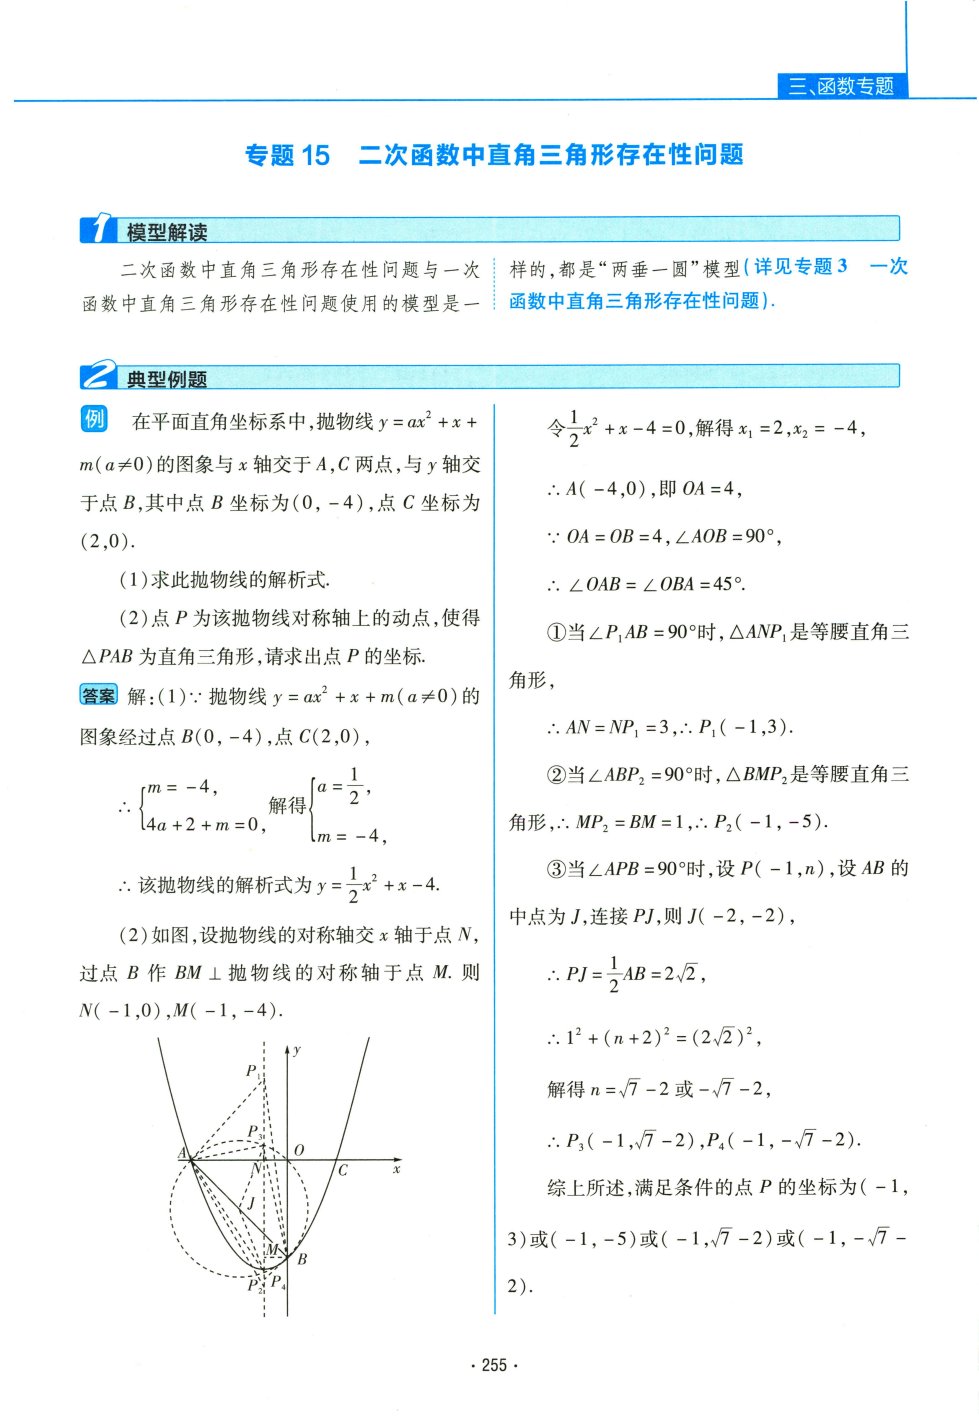 三、函数专题
专题 15 二次函数中直角三角形存在性问题
1 模型解读
二次函数中直角三角形存在性问题与一次
函数中直角三角形存在性问题使用的模型是一
样的,都是“两垂一圆”模型(详见专题 3 一次
函数中直角三角形存在性问题).
2 典型例题
例 在平面直角坐标系中,抛物线 y=ax²+x+
m(a≠0)的图象与 x 轴交于 A,C 两点,与 y 轴交
于点 B,其中点 B 坐标为(0,-4),点 C 坐标为
(2,0).
(1)求此抛物线的解析式.
(2)点 P 为该抛物线对称轴上的动点,使得
△PAB 为直角三角形,请求出点 P 的坐标.
答案 解:(1)∵ 抛物线 y=ax²+x+m(a≠0)的
图象经过点 B(0,-4),点 C(2,0),
∴ {m=-4, 4a+2+m=0, 解得 {a=1/2, m=-4,
∴ 该抛物线的解析式为 y=1/2x²+x-4.
(2)如图,设抛物线的对称轴交 x 轴于点 N,
过点 B 作 BM⊥抛物线的对称轴于点 M. 则
N(-1,0),M(-1,-4).
y
P₁
P₃
A
O
N
C
x
J
M
B
P₂
P₄
令1/2x²+x-4=0,解得 x₁=2,x₂=-4,
∴ A(-4,0),即 OA=4,
∵ OA=OB=4,∠AOB=90°,
∴ ∠OAB=∠OBA=45°.
①当∠P₁AB=90°时,△ANP₁是等腰直角三
角形,
∴ AN=NP₁=3,∴ P₁(-1,3).
②当∠ABP₂=90°时,△BMP₂是等腰直角三
角形,∴ MP₂=BM=1,∴ P₂(-1,-5).
③当∠APB=90°时,设 P(-1,n),设 AB 的
中点为 J,连接 PJ,则 J(-2,-2),
∴ PJ=1/2AB=2√2,
∴ 1²+(n+2)²=(2√2)²,
解得 n=√7-2 或-√7-2,
∴ P₃(-1,√7-2),P₄(-1,-√7-2).
综上所述,满足条件的点 P 的坐标为(-1,
3)或(-1,-5)或(-1,√7-2)或(-1,-√7-
2).
·255·